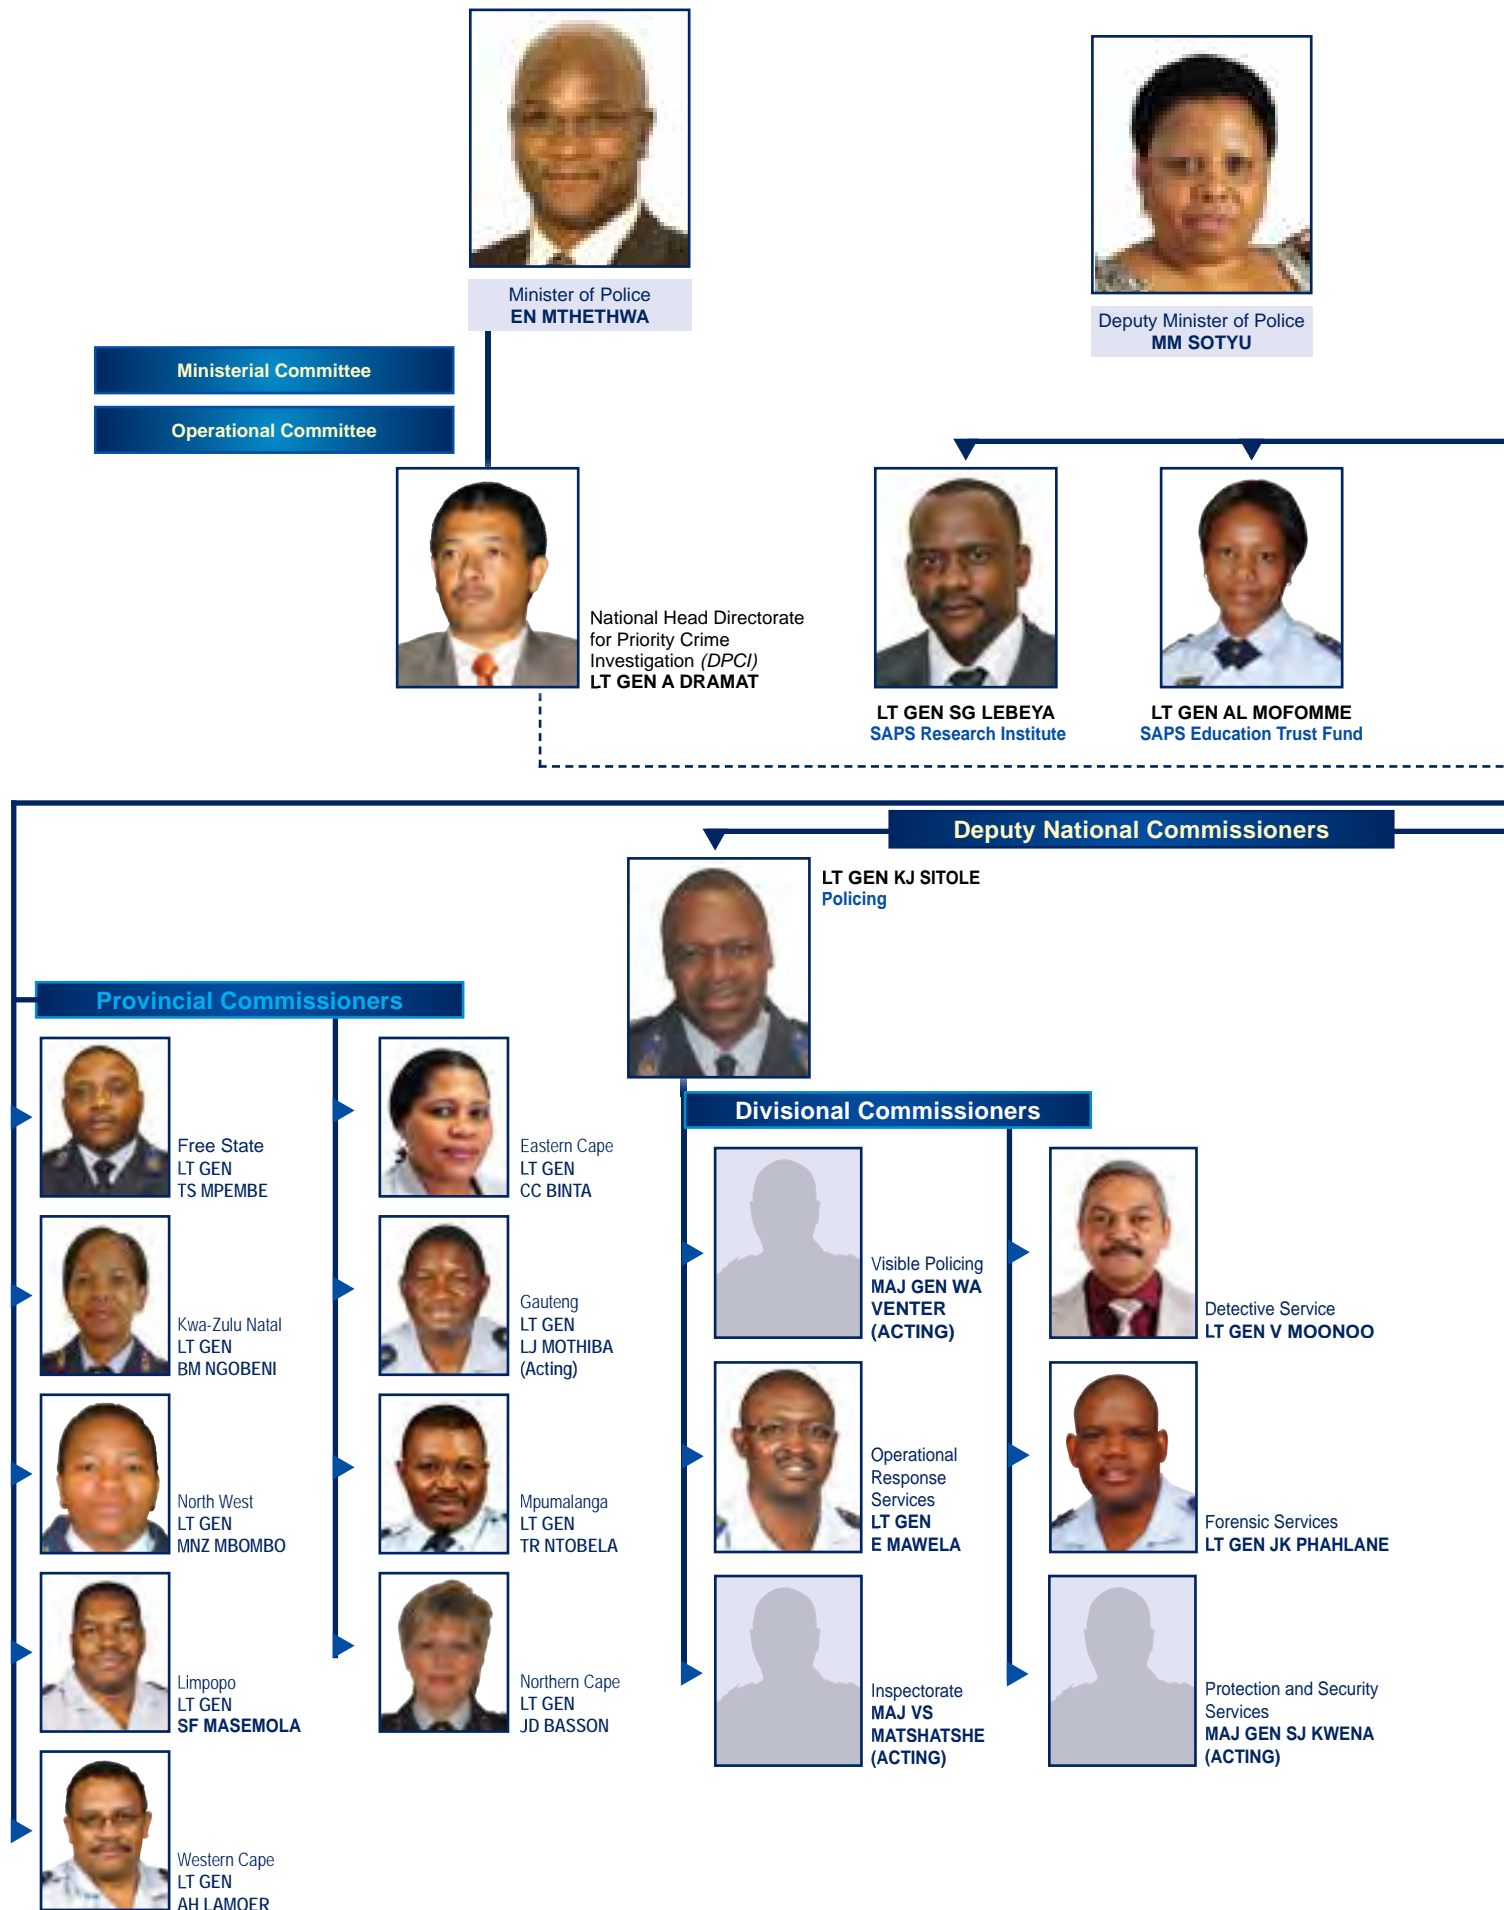 Minister of Police
EN MTHETHWA
Deputy Minister of Police
MM SOTYU
Ministerial Committee
Operational Committee
National Head Directorate
for Priority Crime
Investigation (DPCI)
LT GEN A DRAMAT
LT GEN SG LEBEYA
SAPS Research Institute
LT GEN AL MOFOMME
SAPS Education Trust Fund
Deputy National Commissioners
LT GEN KJ SITOLE
Policing
Provincial Commissioners
Free State
LT GEN
TS MPEMBE
Eastern Cape
LT GEN
CC BINTA
Kwa-Zulu Natal
LT GEN
BM NGOBENI
Gauteng
LT GEN
LJ MOTHIBA
(Acting)
North West
LT GEN
MNZ MBOMBO
Mpumalanga
LT GEN
TR NTOBELA
Limpopo
LT GEN
SF MASEMOLA
Northern Cape
LT GEN
JD BASSON
Western Cape
LT GEN
AH LAMOER
Divisional Commissioners
Visible Policing
MAJ GEN WA
VENTER
(ACTING)
Detective Service
LT GEN V MOONOO
Operational
Response
Services
LT GEN
E MAWELA
Forensic Services
LT GEN JK PHAHLANE
Inspectorate
MAJ VS
MATSHATSHE
(ACTING)
Protection and Security
Services
MAJ GEN SJ KWENA
(ACTING)